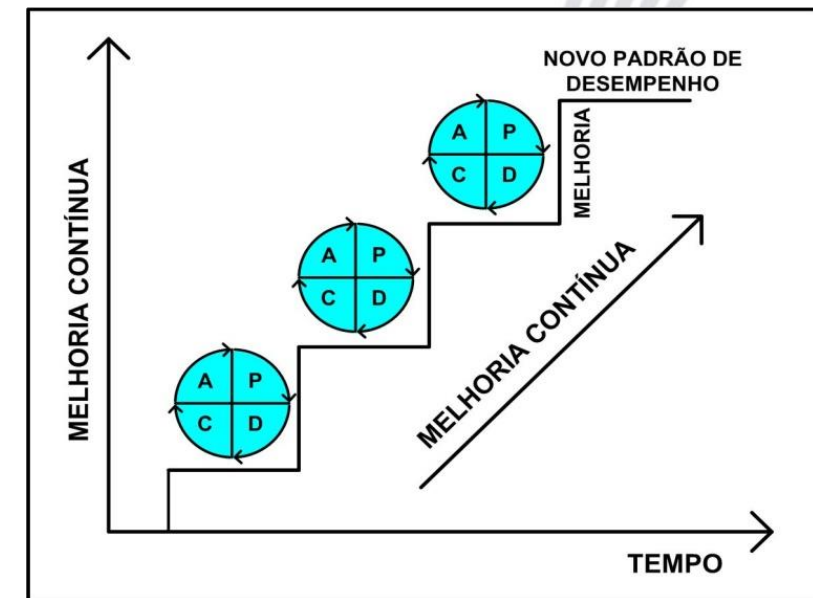 NOVO PADRÃO DE
DESEMPENHO
MELHORIA
A P
C D
A P
C D
A P
C D
MELHORIA CONTÍNUA
MELHORIA CONTÍNUA
TEMPO